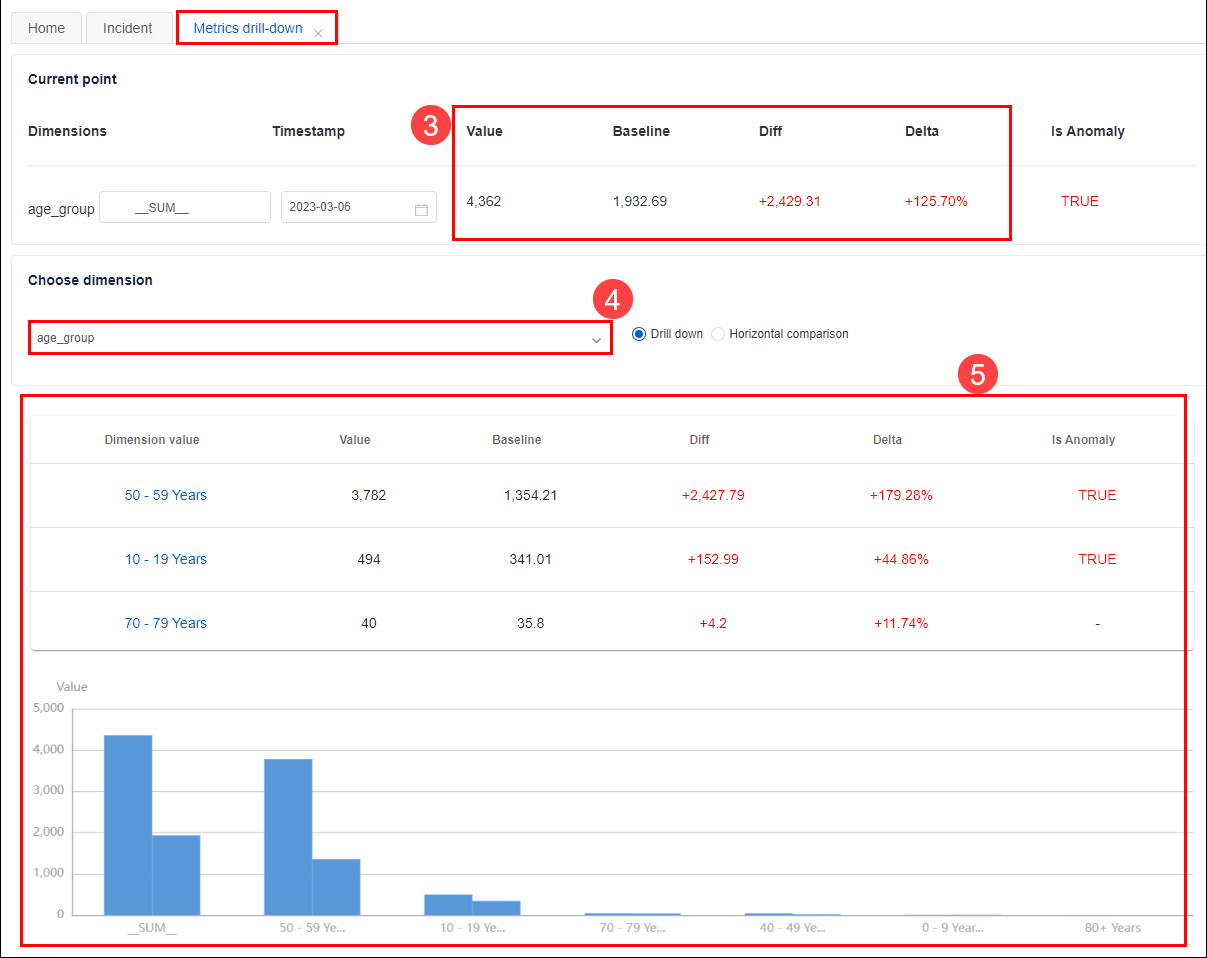 Home Incident Metrics drill-down
Current point
Dimensions Timestamp 3 Value Baseline Diff Delta Is Anomaly
age_group __SUM__ 2023-03-06 4,362 1,932.69 +2,429.31 +125.70% TRUE
Choose dimension
4
age_group Drill down Horizontal comparison
5
Dimension value Value Baseline Diff Delta Is Anomaly
50 - 59 Years 3,782 1,354.21 +2,427.79 +179.28% TRUE
10 - 19 Years 494 341.01 +152.99 +44.86% TRUE
70 - 79 Years 40 35.8 +4.2 +11.74% -
Value
5,000
4,000
3,000
2,000
1,000
0
__SUM__ 50 - 59 Ye... 10 - 19 Ye... 70 - 79 Ye... 40 - 49 Ye... 0 - 9 Year... 80+ Years